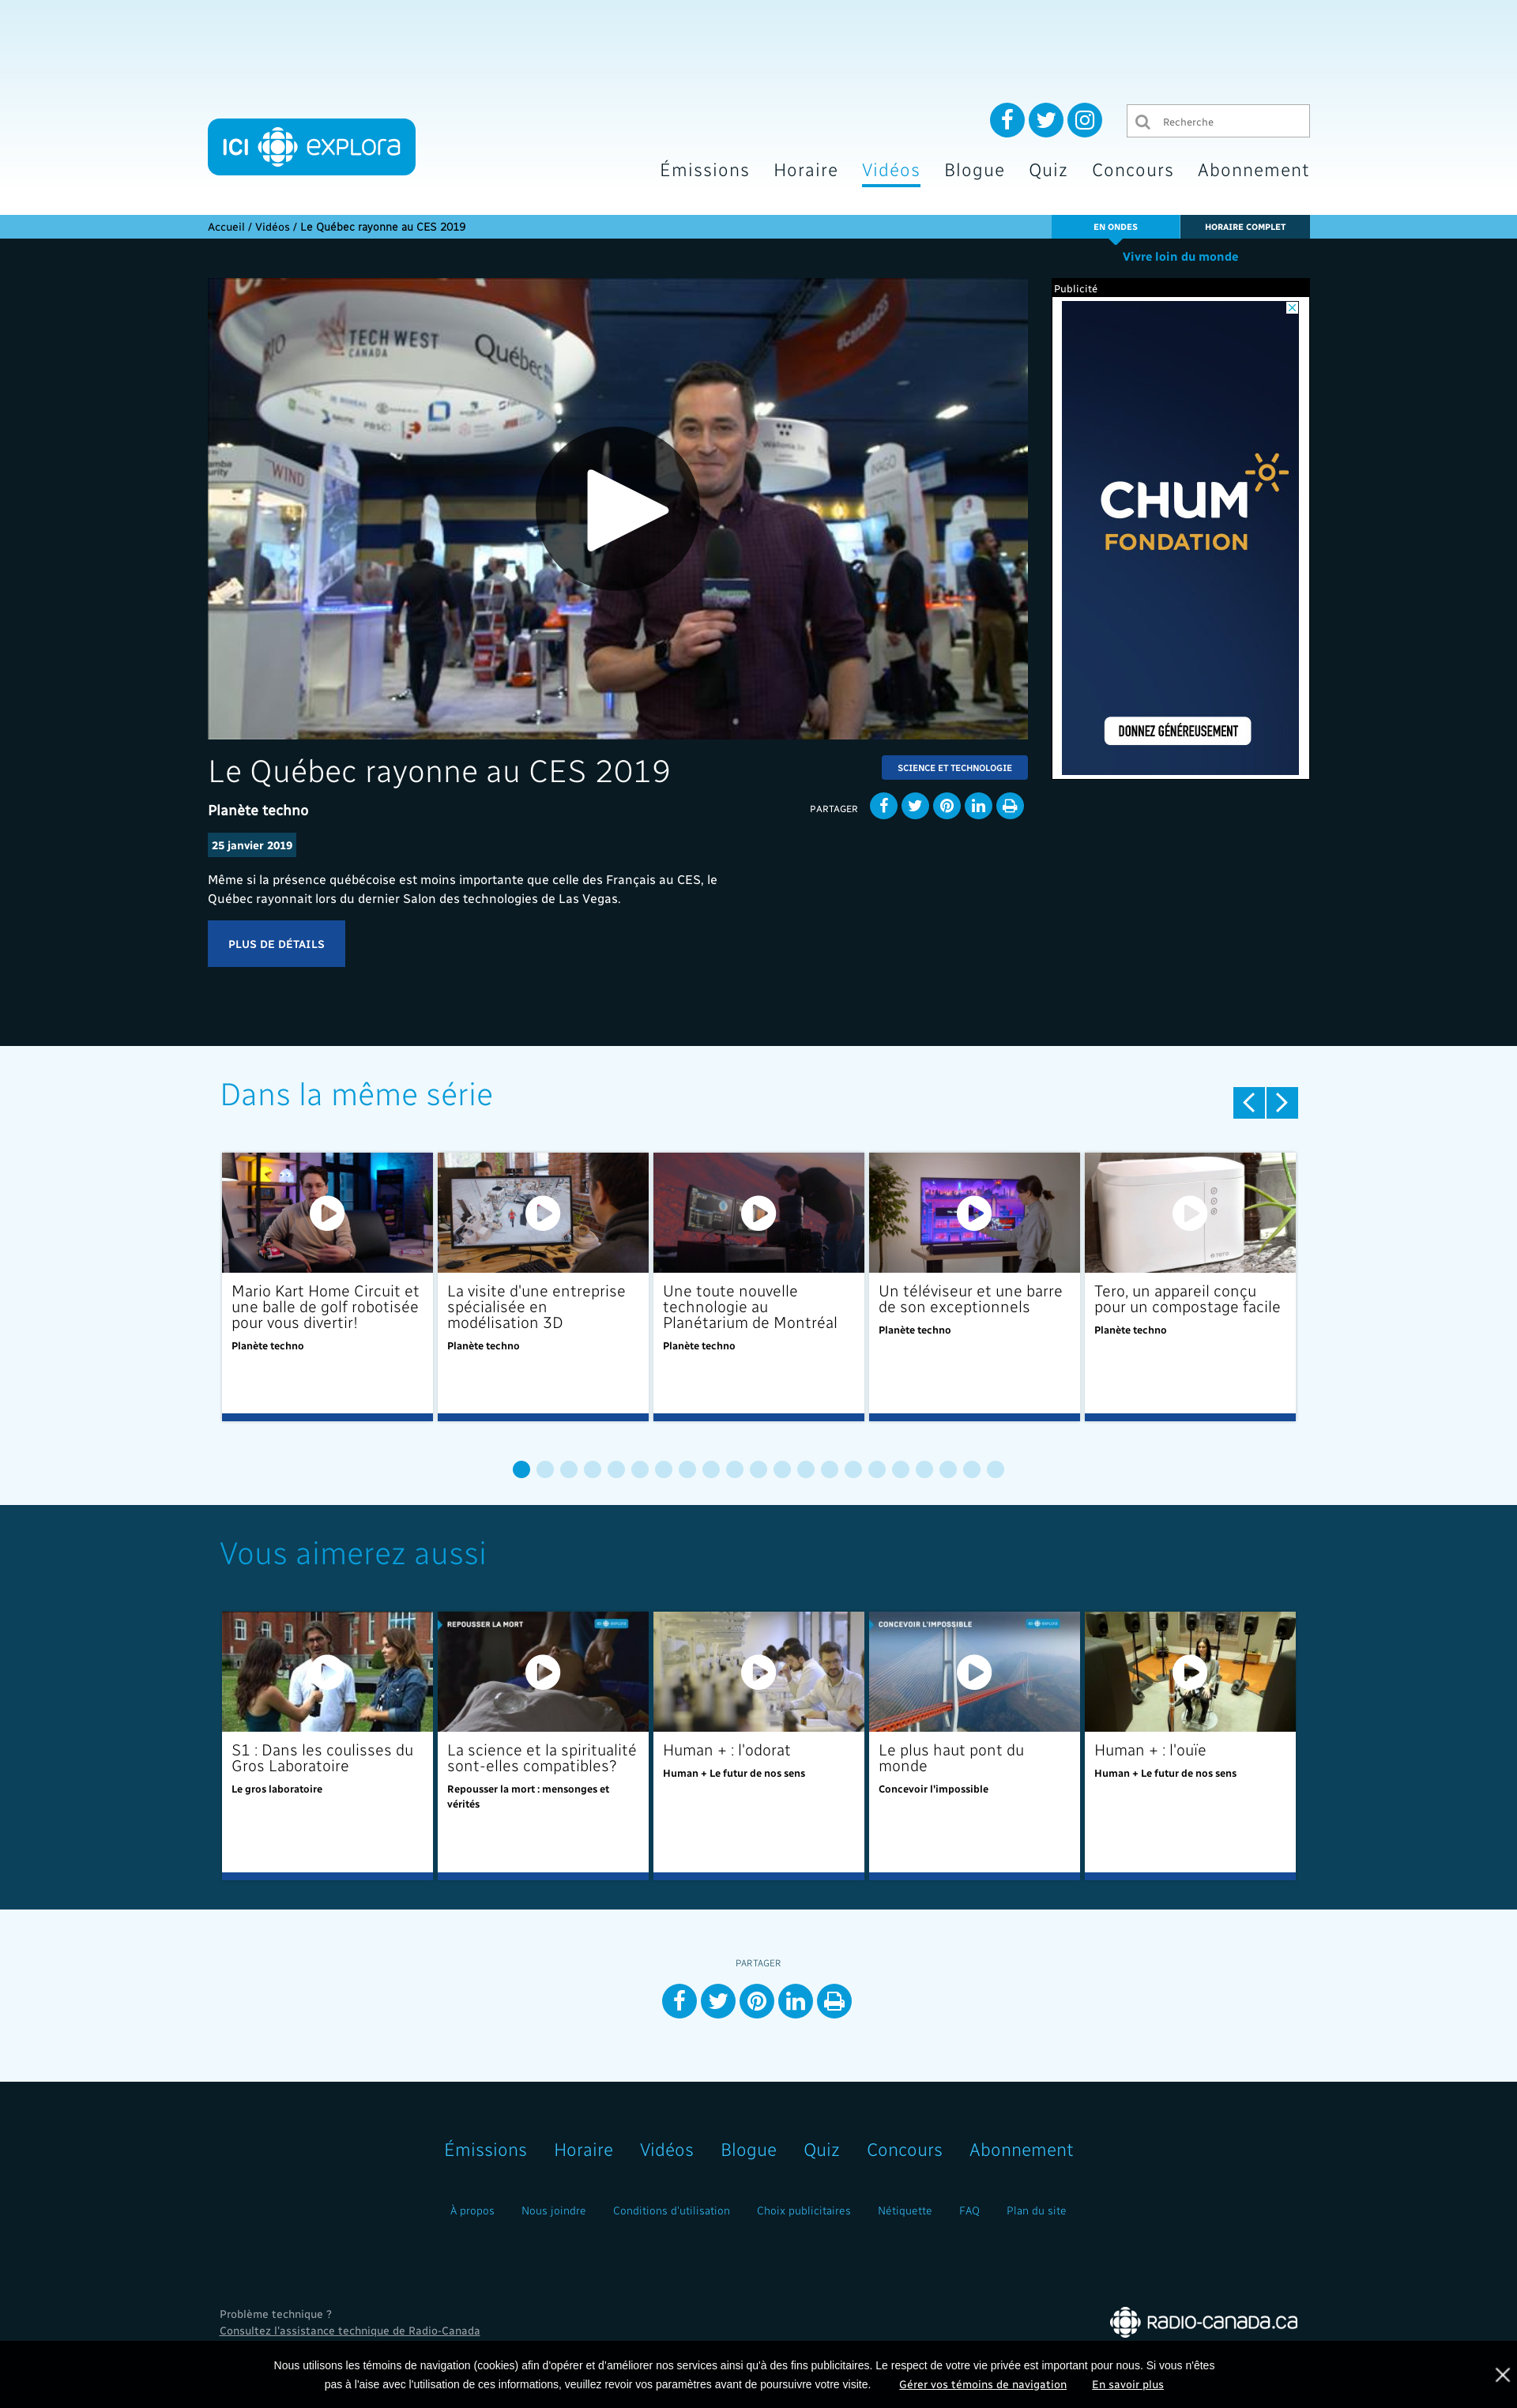 ICI explora
Recherche
Émissions Horaire Vidéos Blogue Quiz Concours Abonnement
Accueil / Vidéos / Le Québec rayonne au CES 2019
EN ONDES
HORAIRE COMPLET
Vivre loin du monde
TECH WEST
CANADA
Québec
#CanadaCES
WIND
Publicité
CHUM
FONDATION
DONNEZ GÉNÉREUSEMENT
Le Québec rayonne au CES 2019
SCIENCE ET TECHNOLOGIE
Planète techno
PARTAGER
25 janvier 2019
Même si la présence québécoise est moins importante que celle des Français au CES, le
Québec rayonnait lors du dernier Salon des technologies de Las Vegas.
PLUS DE DÉTAILS
Dans la même série
Mario Kart Home Circuit et
une balle de golf robotisée
pour vous divertir!
Planète techno
La visite d'une entreprise
spécialisée en
modélisation 3D
Planète techno
Une toute nouvelle
technologie au
Planétarium de Montréal
Planète techno
Un téléviseur et une barre
de son exceptionnels
Planète techno
Tero, un appareil conçu
pour un compostage facile
Planète techno
Vous aimerez aussi
S1 : Dans les coulisses du
Gros Laboratoire
Le gros laboratoire
REPOUSSER LA MORT
La science et la spiritualité
sont-elles compatibles?
Repousser la mort : mensonges et
vérités
Human + : l'odorat
Human + Le futur de nos sens
CONCEVOIR L'IMPOSSIBLE
Le plus haut pont du
monde
Concevoir l'impossible
Human + : l'ouïe
Human + Le futur de nos sens
PARTAGER
Émissions Horaire Vidéos Blogue Quiz Concours Abonnement
À propos Nous joindre Conditions d'utilisation Choix publicitaires Nétiquette FAQ Plan du site
Problème technique ?
Consultez l'assistance technique de Radio-Canada
Radio-Canada.ca
Nous utilisons les témoins de navigation (cookies) afin d'opérer et d'améliorer nos services ainsi qu'à des fins publicitaires. Le respect de votre vie privée est important pour nous. Si vous n'êtes
pas à l'aise avec l'utilisation de ces informations, veuillez revoir vos paramètres avant de poursuivre votre visite. Gérer vos témoins de navigation En savoir plus